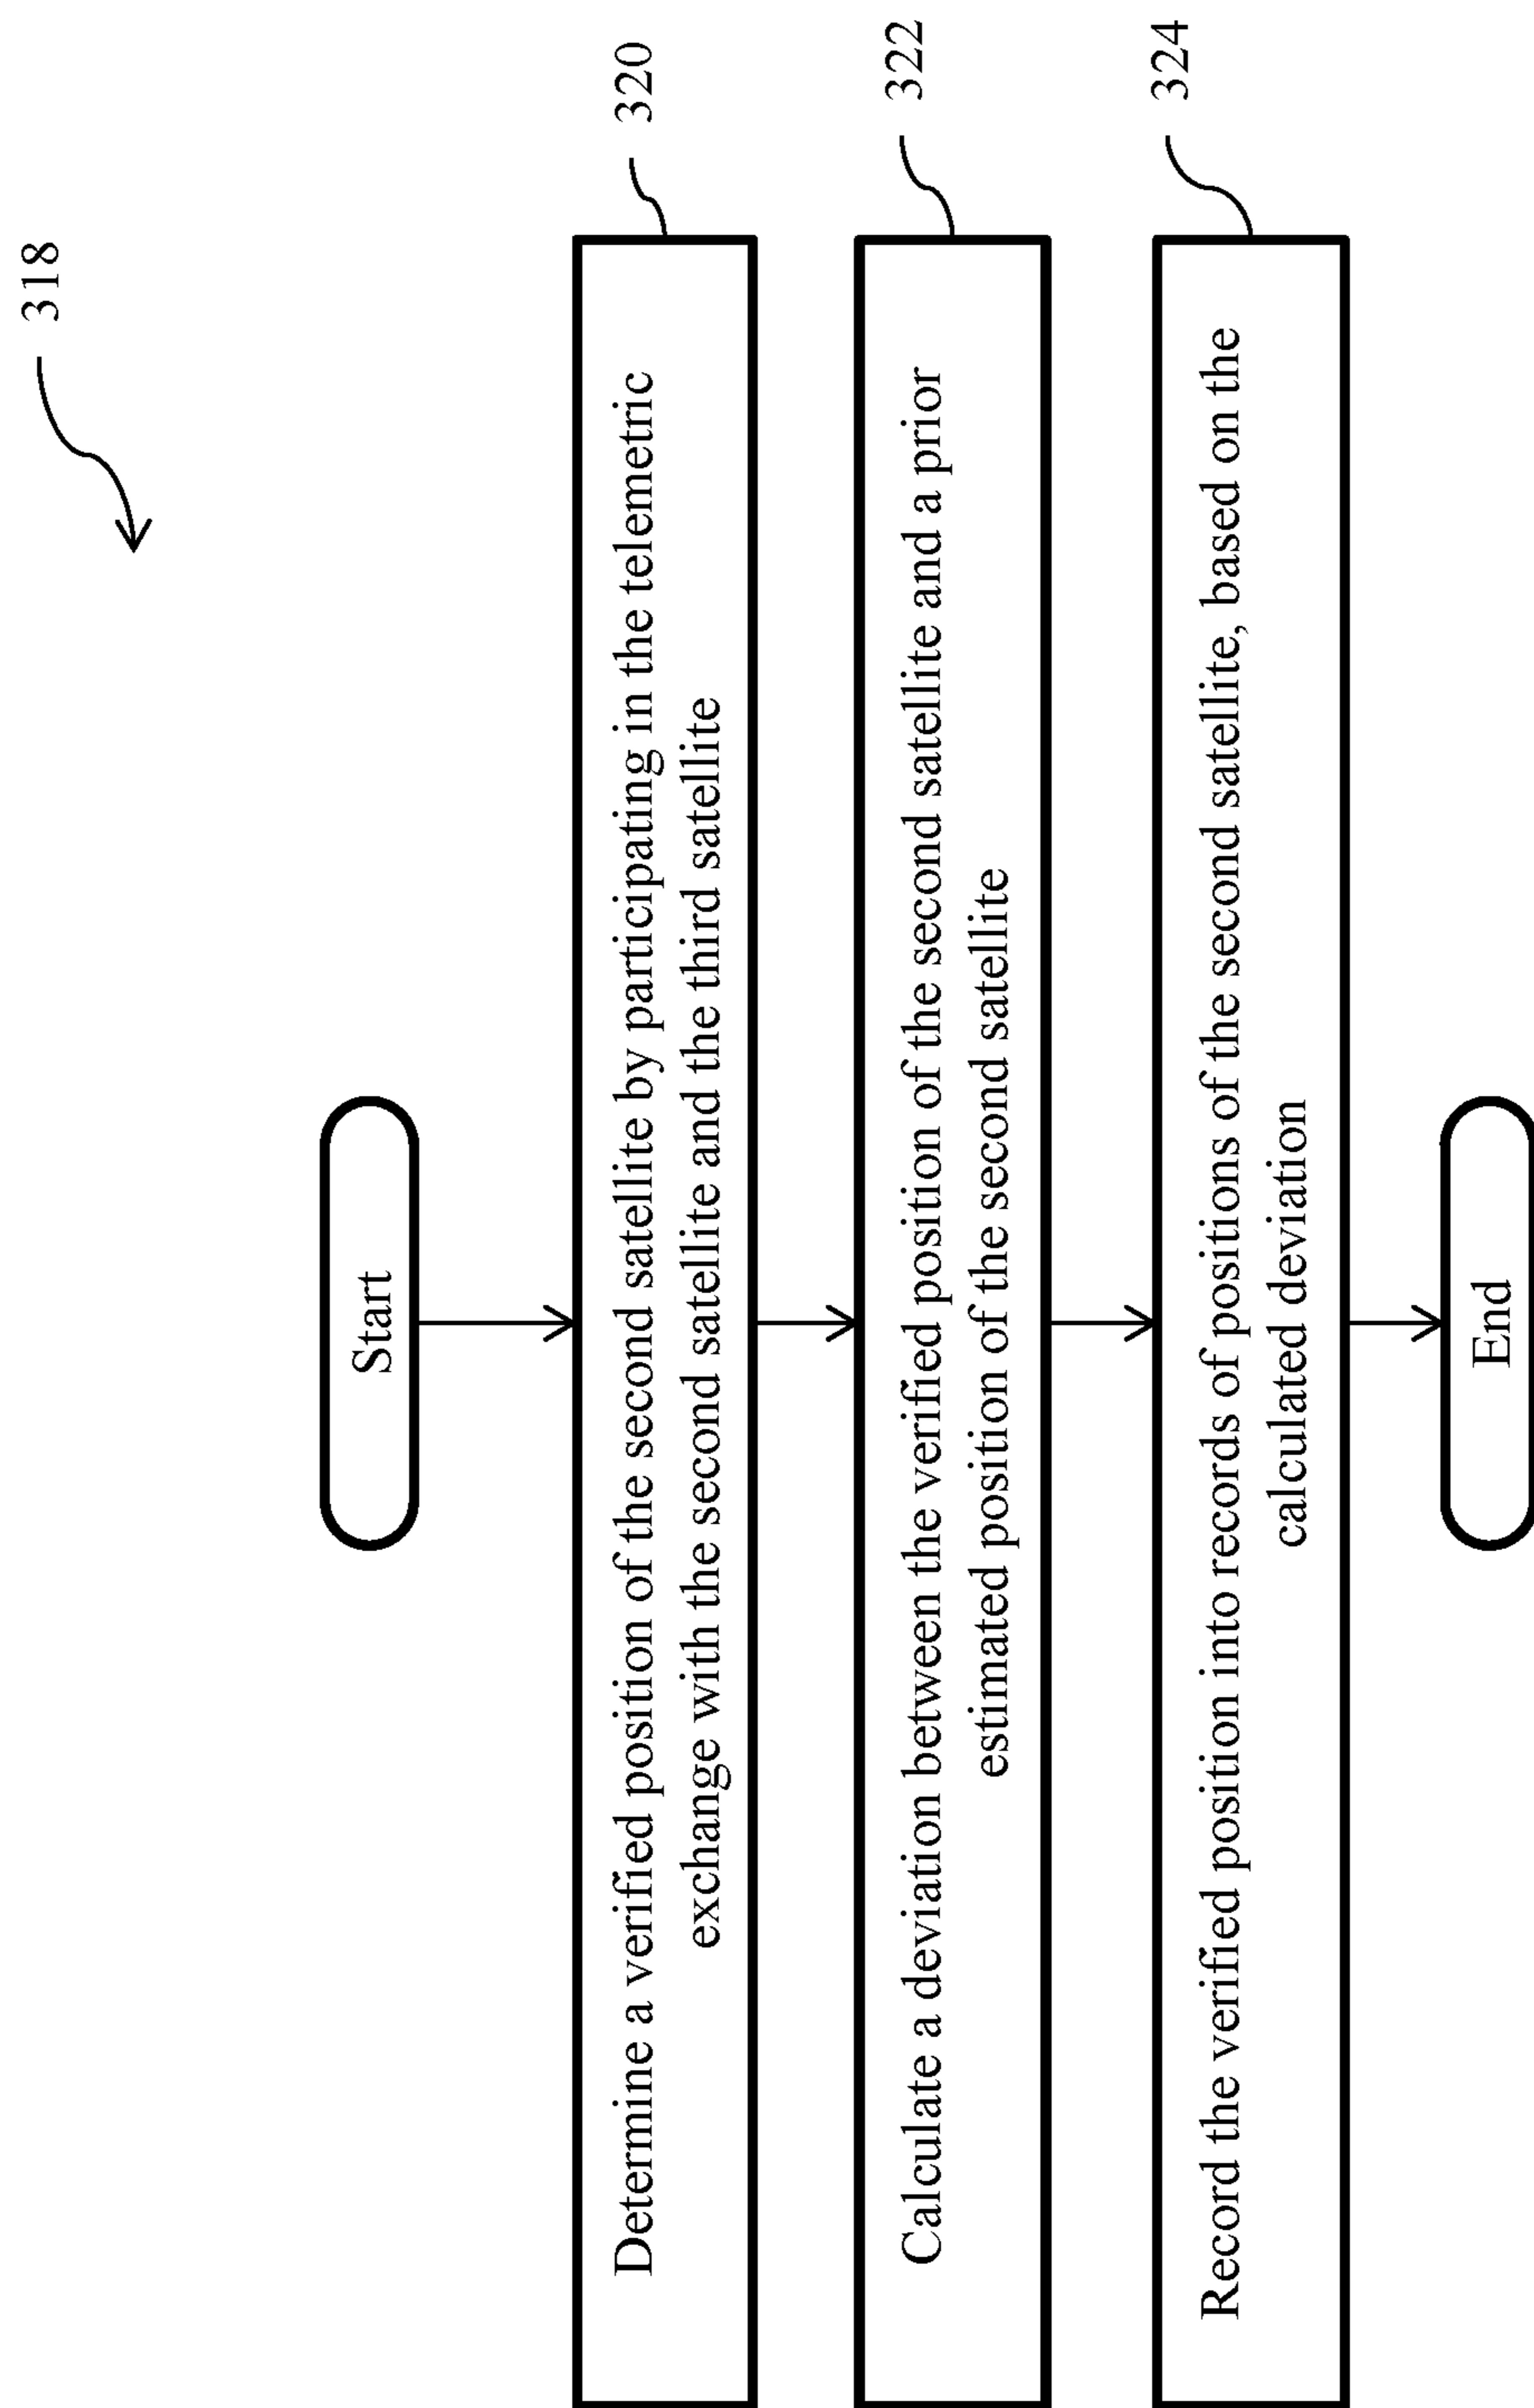 318
Start
Determine a verified position of the second satellite by participating in the telemetric
exchange with the second satellite and the third satellite
320
Calculate a deviation between the verified position of the second satellite and a prior
estimated position of the second satellite
322
Record the verified position into records of positions of the second satellite, based on the
calculated deviation
324
End